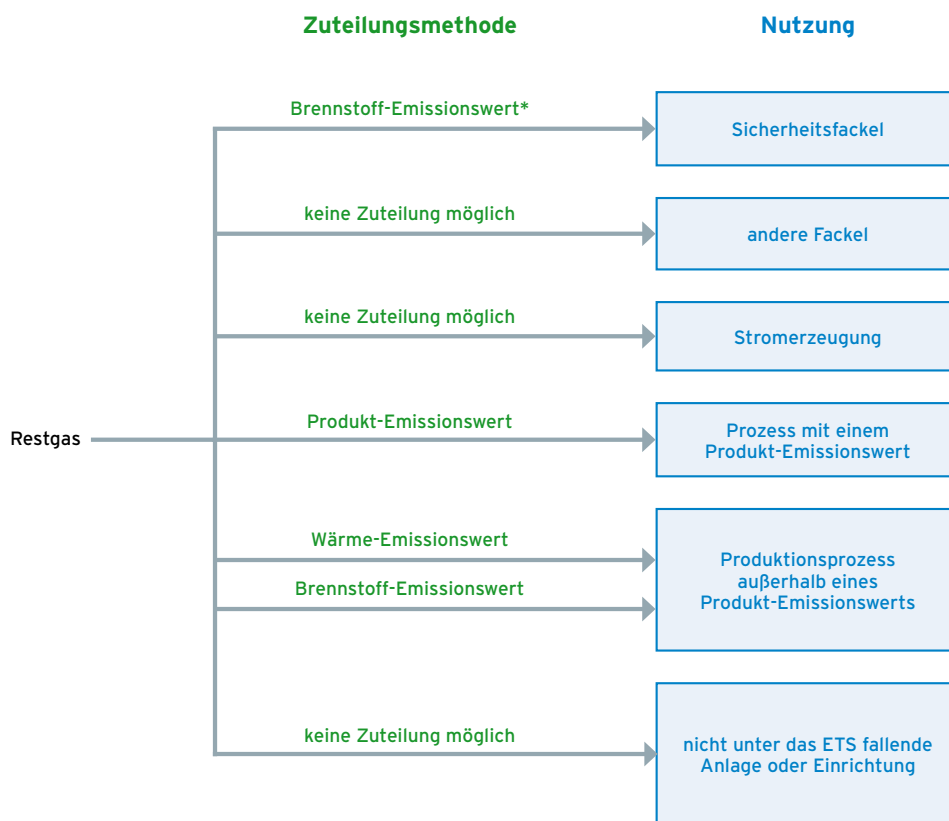 Zuteilungsmethode
Nutzung
Brennstoff-Emissionswert*
Sicherheitsfackel
keine Zuteilung möglich
andere Fackel
keine Zuteilung möglich
Stromerzeugung
Restgas
Produkt-Emissionswert
Prozess mit einem
Produkt-Emissionswert
Wärme-Emissionswert
Brennstoff-Emissionswert
Produktionsprozess
außerhalb eines
Produkt-Emissionswerts
keine Zuteilung möglich
nicht unter das ETS fallende
Anlage oder Einrichtung